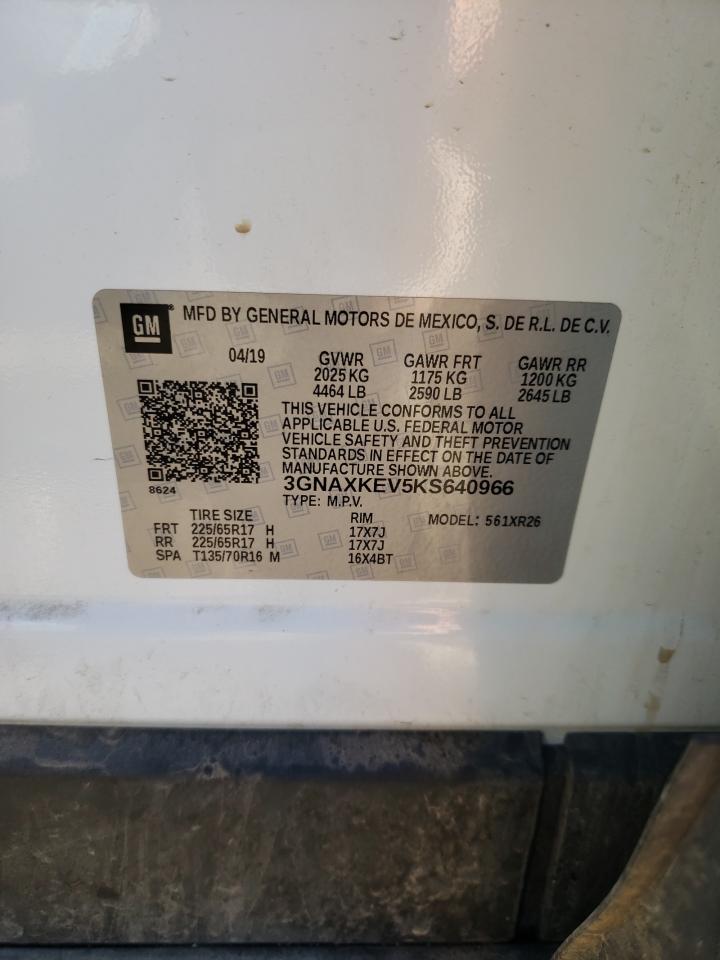 GM® MFD BY GENERAL MOTORS DE MEXICO, S. DE R.L. DE C.V.
04/19 GVWR GAWR FRT GAWR RR
2025 KG 1175 KG 1200 KG
4464 LB 2590 LB 2645 LB
THIS VEHICLE CONFORMS TO ALL
APPLICABLE U.S. FEDERAL MOTOR
VEHICLE SAFETY AND THEFT PREVENTION
STANDARDS IN EFFECT ON THE DATE OF
MANUFACTURE SHOWN ABOVE.
8624 3GNAXKEV5KS640966
TYPE: M.P.V.
TIRE SIZE RIM MODEL: 561XR26
FRT 225/65R17 H 17X7J
RR 225/65R17 H 17X7J
SPA T135/70R16 M 16X4BT